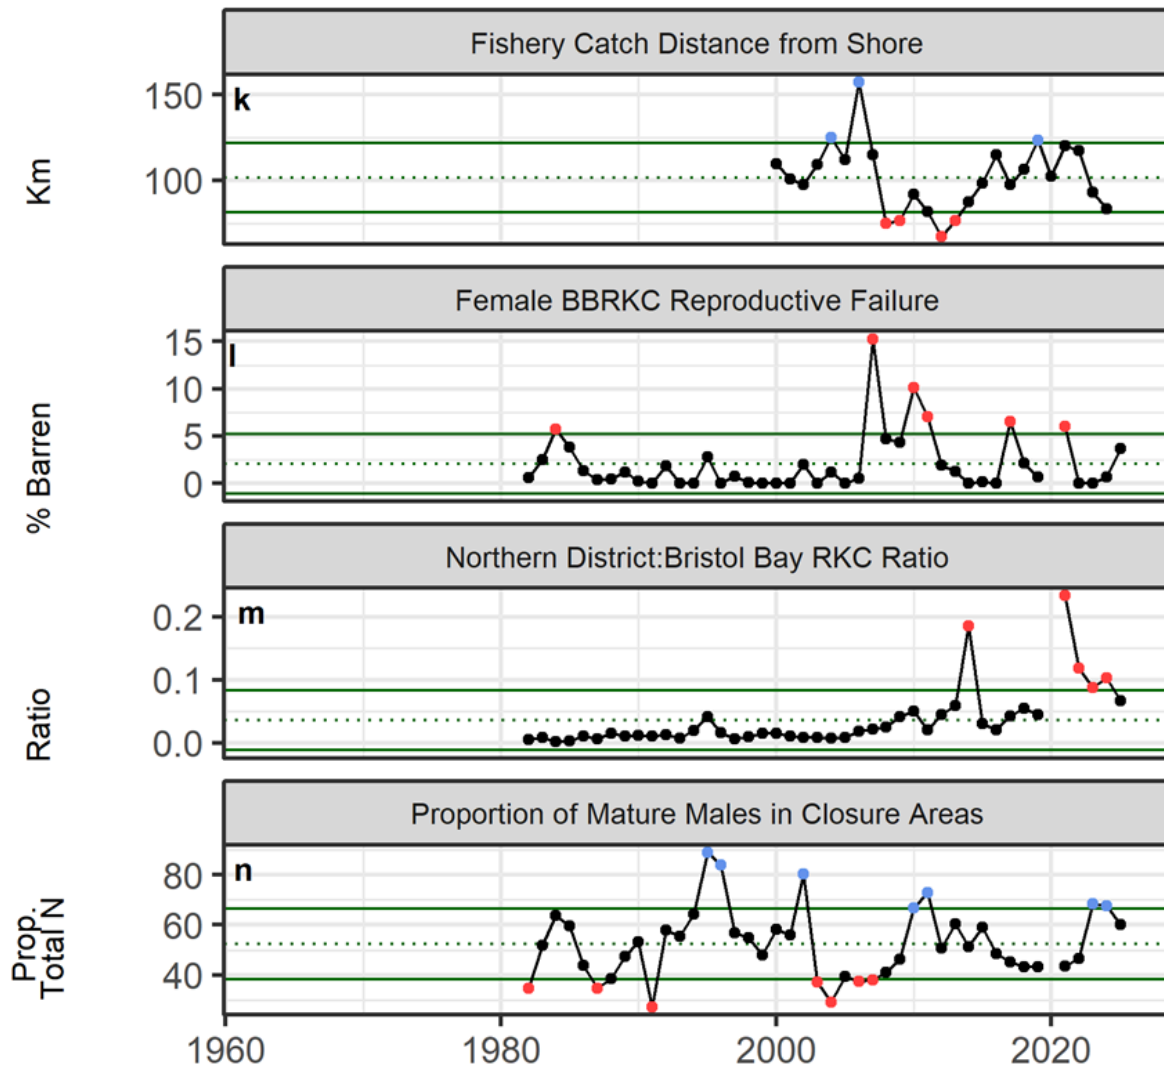 Fishery Catch Distance from Shore
k
150
100
Km
Female BBRKC Reproductive Failure
l
15
10
5
0
% Barren
Northern District:Bristol Bay RKC Ratio
m
0.2
0.1
0.0
Ratio
Proportion of Mature Males in Closure Areas
n
80
60
40
Prop.
Total N
1960 1980 2000 2020